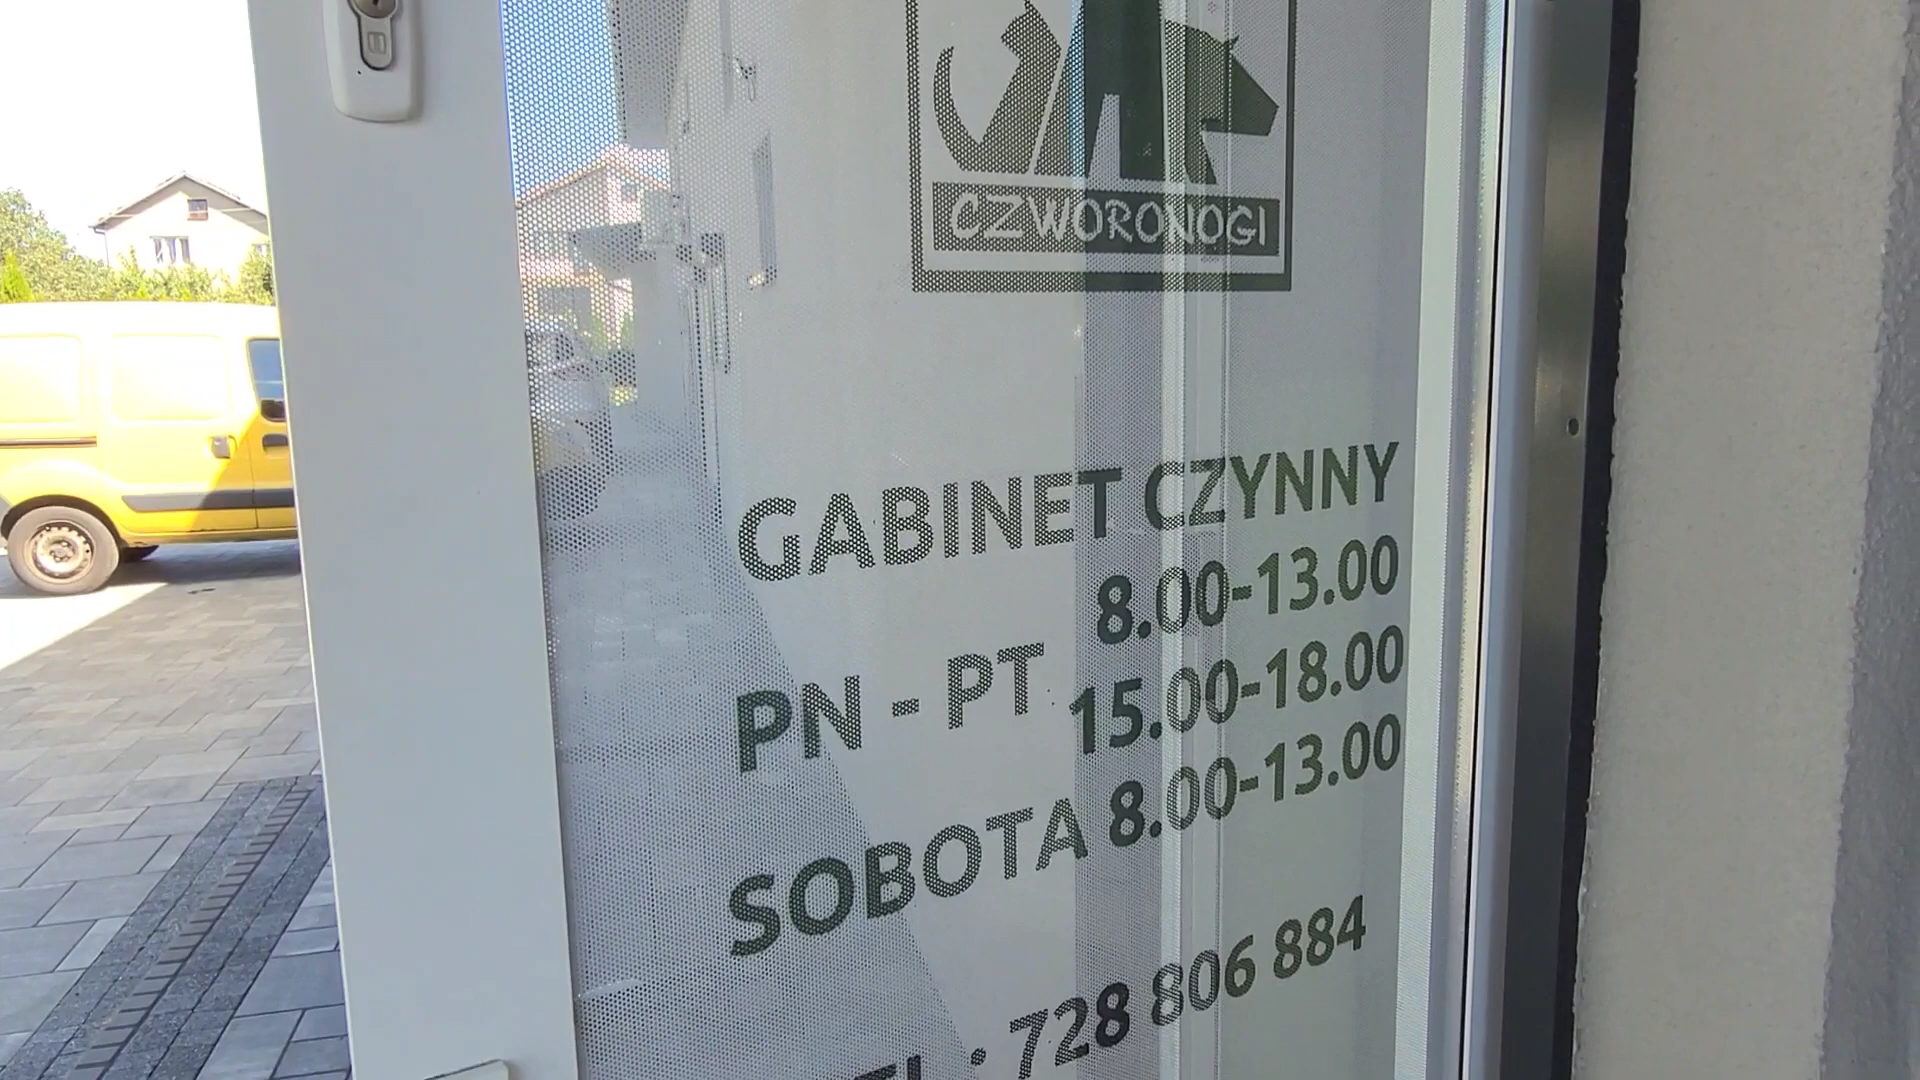 CZWORONOGI
GABINET CZYNNY
8.00-13.00
PN - PT
15.00-18.00
SOBOTA 8.00-13.00
728 806 884